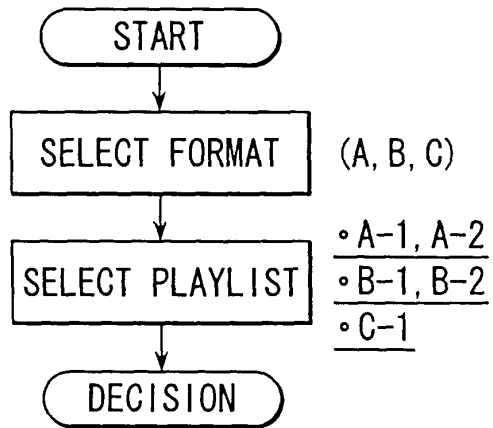 START
SELECT FORMAT (A, B, C)
SELECT PLAYLIST
∘ A-1, A-2
∘ B-1, B-2
∘ C-1
DECISION